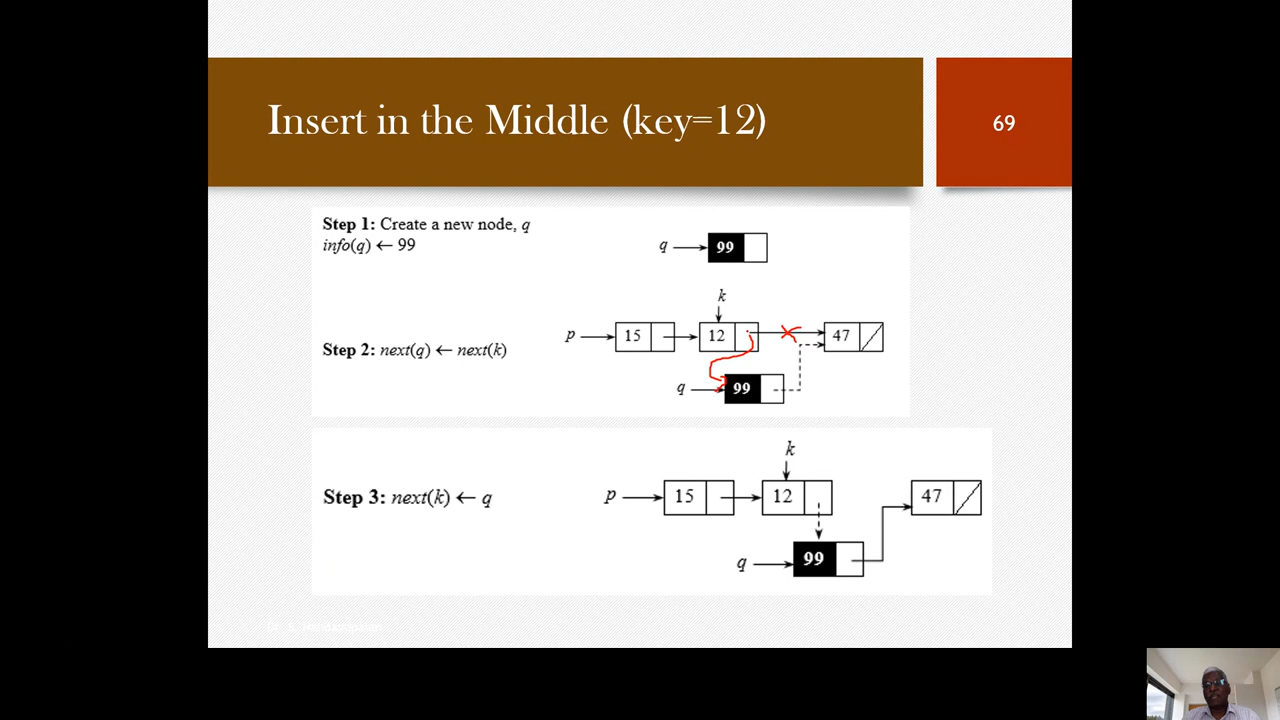 Insert in the Middle (key=12)
69
Step 1: Create a new node, q
info(q) ← 99
q 99
k
p 15 12 47
Step 2: next(q) ← next(k)
q 99
k
Step 3: next(k) ← q
p 15 12 47
q 99